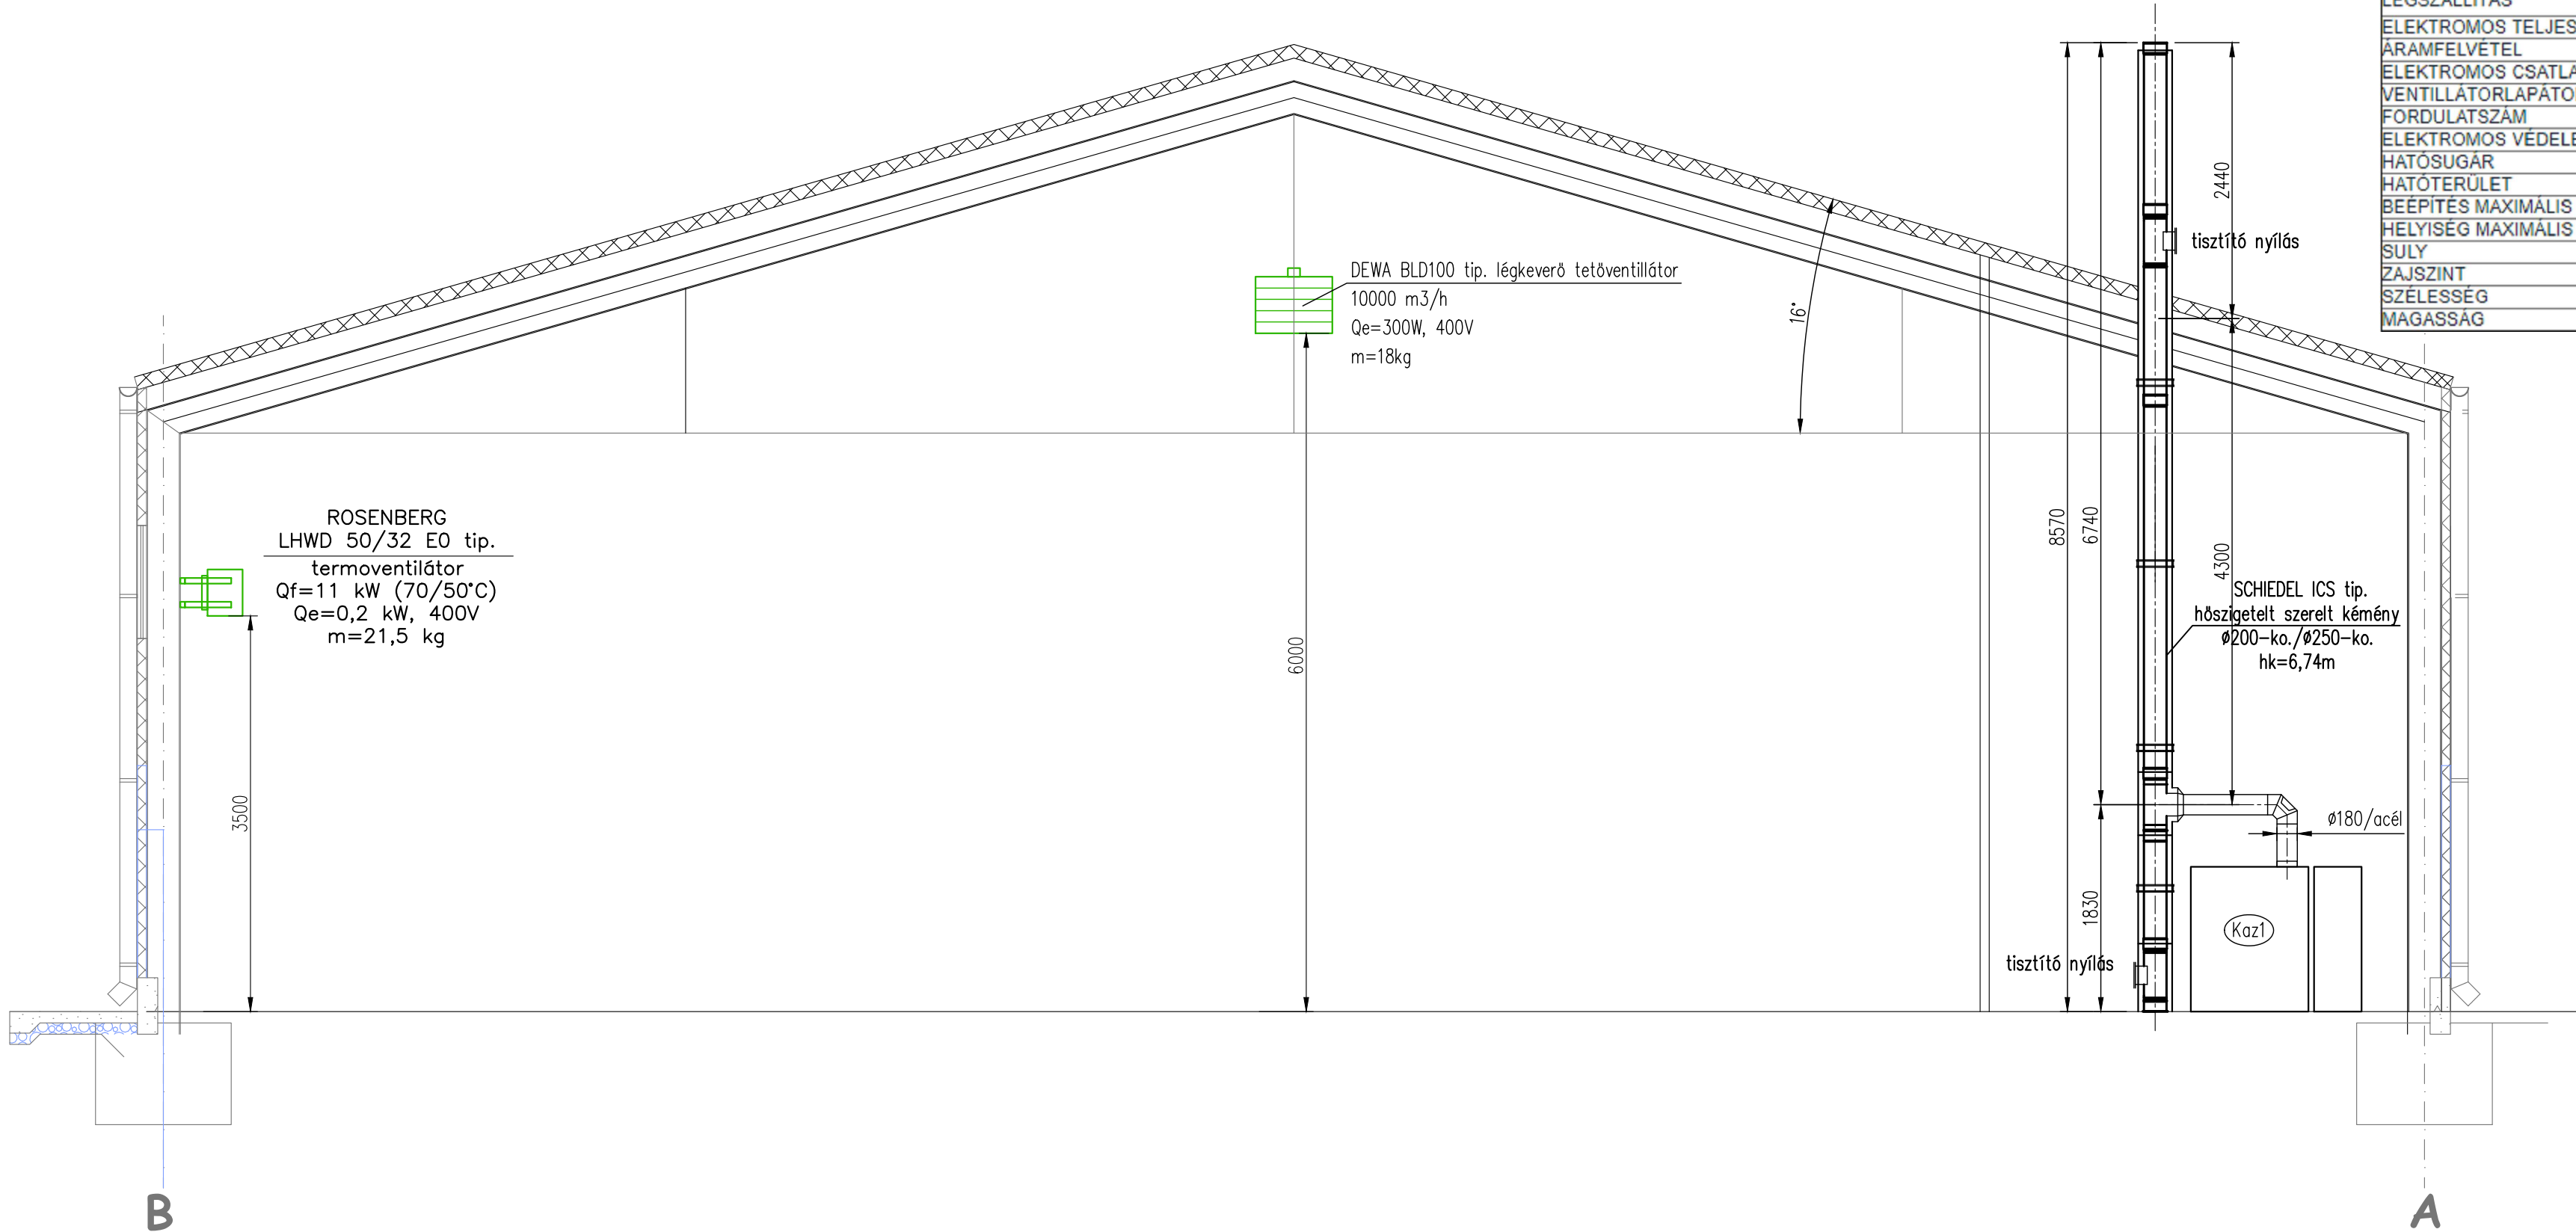 LÉGSZÁLLÍTÁS
ELEKTROMOS TELJES
ÁRAMFELVÉTEL
ELEKTROMOS CSATLA
VENTILLÁTORLAPÁTO
FORDULATSZÁM
ELEKTROMOS VÉDELE
HATÓSUGÁR
HATÓTERÜLET
BEÉPÍTÉS MAXIMÁLIS
HELYISÉG MAXIMÁLIS
SULY
ZAJSZINT
SZÉLESSÉG
MAGASSÁG
2440
tisztító nyílás
DEWA BLD100 tip. légkeverő tetőventillátor
10000 m3/h
Qe=300W, 400V
m=18kg
16°
ROSENBERG
LHWD 50/32 E0 tip.
termoventilátor
Qf=11 kW (70/50°C)
Qe=0,2 kW, 400V
m=21,5 kg
8570
6740
4300
SCHIEDEL ICS tip.
hőszigetelt szerelt kémény
ø200-ko./ø250-ko.
hk=6,74m
6000
3500
ø180/acél
1830
Kaz1
tisztító nyílás
B
A